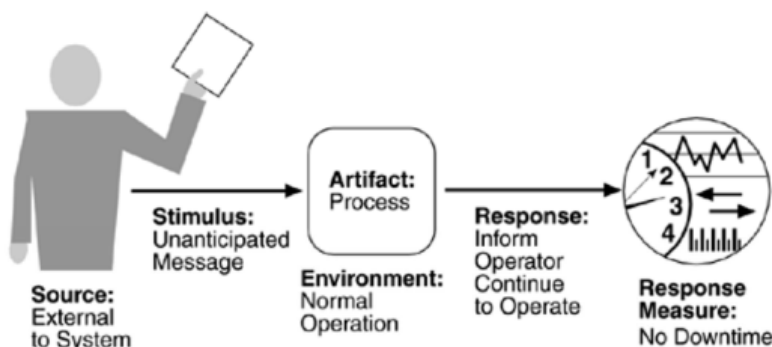 Source:
External
to System
Stimulus:
Unanticipated
Message
Artifact:
Process
Environment:
Normal
Operation
Response:
Inform
Operator
Continue
to Operate
1
2
3
4
Response
Measure:
No Downtime